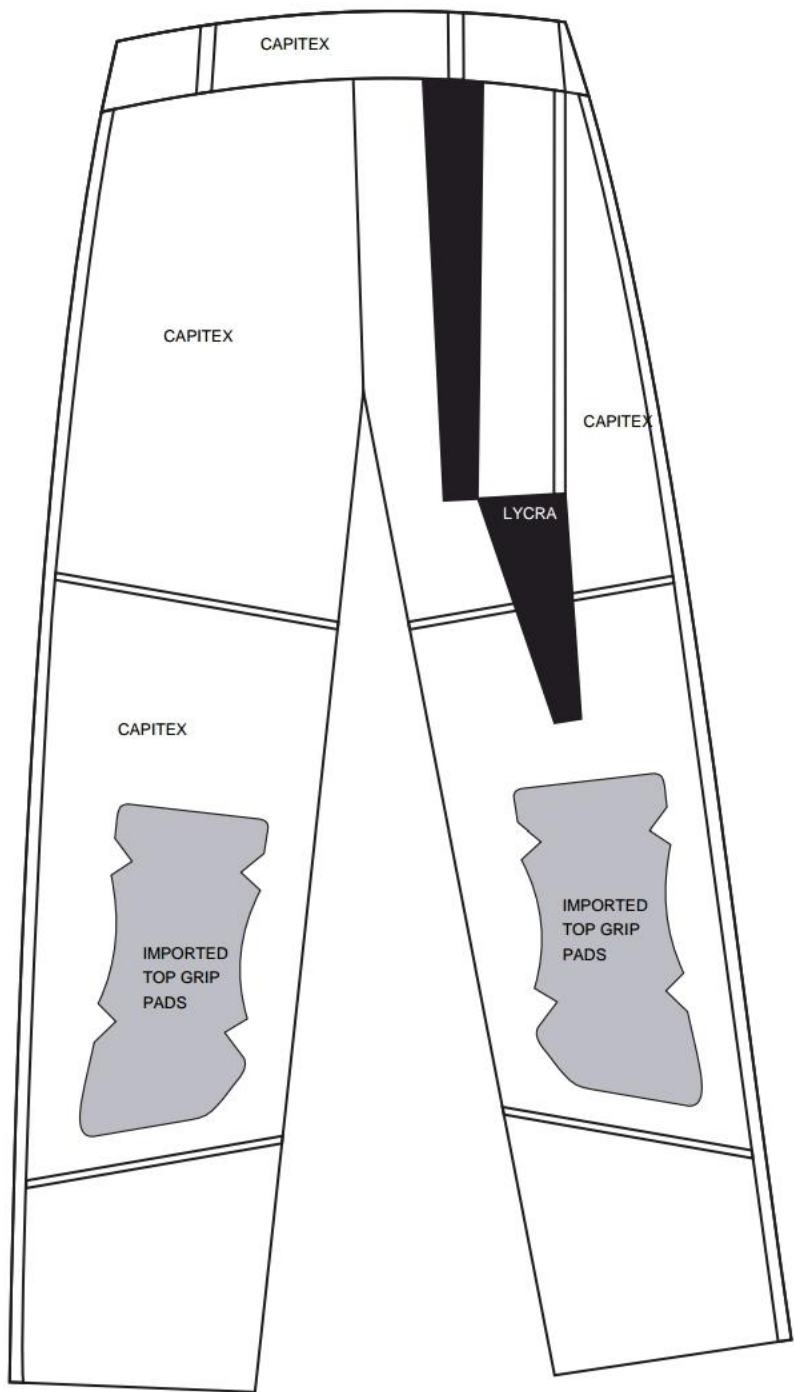 CAPITEX
CAPITEX
CAPITEX
LYCRA
CAPITEX
IMPORTED
TOP GRIP
PADS
IMPORTED
TOP GRIP
PADS